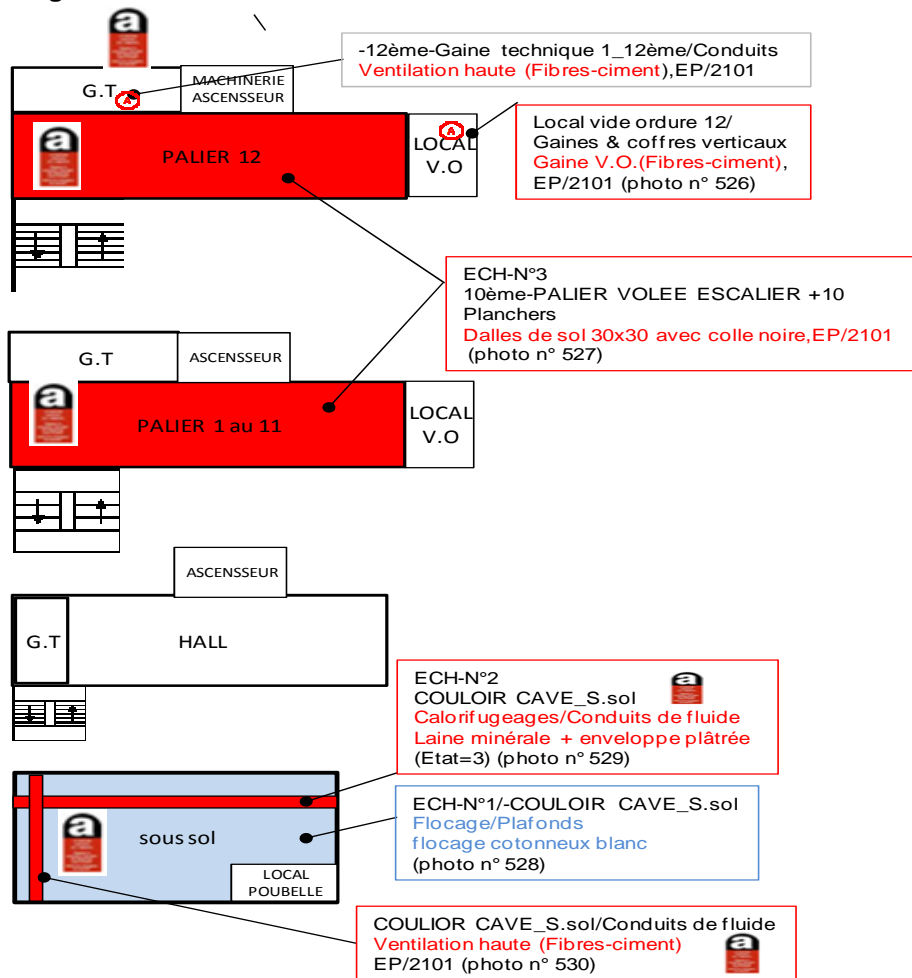 -12ème-Gaine technique 1_12ème/Conduits
Ventilation haute (Fibres-ciment),EP/2101
a
G.T
A
MACHINERIE
ASCENSSEUR
Local vide ordure 12/
Gaines & coffres verticaux
Gaine V.O.(Fibres-ciment),
EP/2101 (photo n° 526)
a
PALIER 12
A
LOCAL
V.O
ECH-N°3
10ème-PALIER VOLEE ESCALIER +10
Planchers
Dalles de sol 30x30 avec colle noire,EP/2101
(photo n° 527)
G.T
ASCENSSEUR
a
PALIER 1 au 11
LOCAL
V.O
ASCENSSEUR
G.T
HALL
ECH-N°2
COULOIR CAVE_S.sol
a
Calorifugeages/Conduits de fluide
Laine minérale + enveloppe plâtrée
(Etat=3) (photo n° 529)
ECH-N°1/-COULOIR CAVE_S.sol
Flocage/Plafonds
flocage cotonneux blanc
(photo n° 528)
a
sous sol
LOCAL
POUBELLE
COULIOR CAVE_S.sol/Conduits de fluide
Ventilation haute (Fibres-ciment)
EP/2101 (photo n° 530)
a